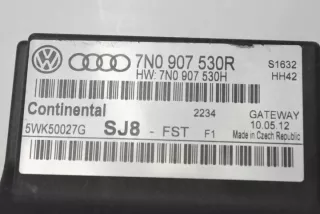 7N0 907 530R
S1632
HW: 7N0 907 530H
HH42
Continental
2234
GATEWAY
5WK50027G
SJ8 - FST F1
10.05.12
Made in Czech Republic